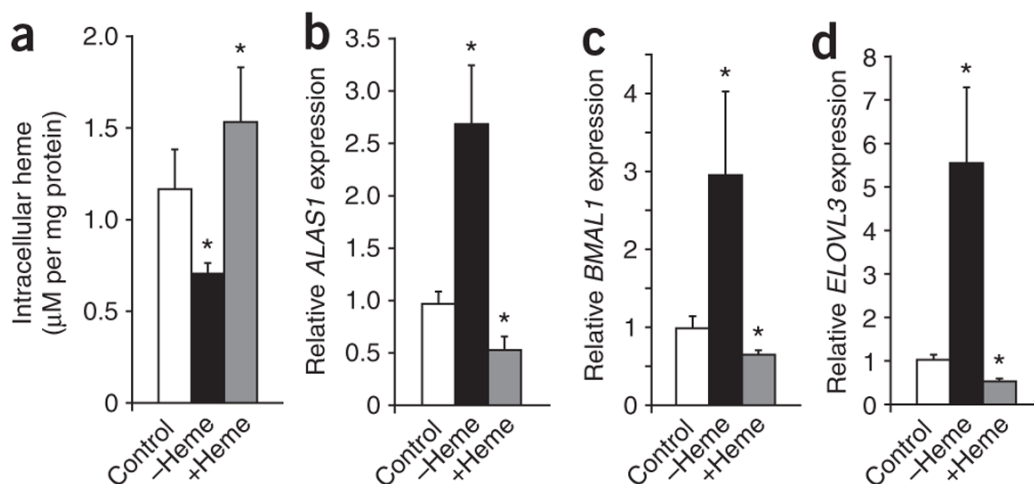 a
Intracellular heme
(µM per mg protein)
2.0
1.5
1.0
0.5
0
*
*
Control
–Heme
+Heme
b
Relative ALAS1 expression
3.5
3.0
2.5
2.0
1.5
1.0
0.5
0
*
*
Control
–Heme
+Heme
c
Relative BMAL1 expression
4
3
2
1
0
*
*
Control
–Heme
+Heme
d
Relative ELOVL3 expression
8
7
6
5
4
3
2
1
0
*
*
Control
–Heme
+Heme